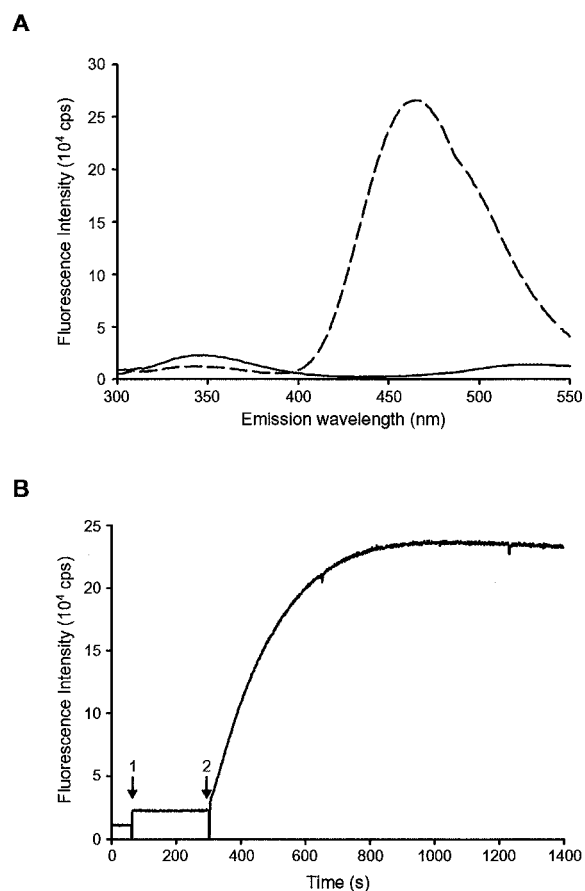 A
Fluorescence Intensity (10⁴ cps)
30
25
20
15
10
5
0
300 350 400 450 500 550
Emission wavelength (nm)
B
Fluorescence Intensity (10⁴ cps)
25
20
15
10
5
0
1 2
0 200 400 600 800 1000 1200 1400
Time (s)